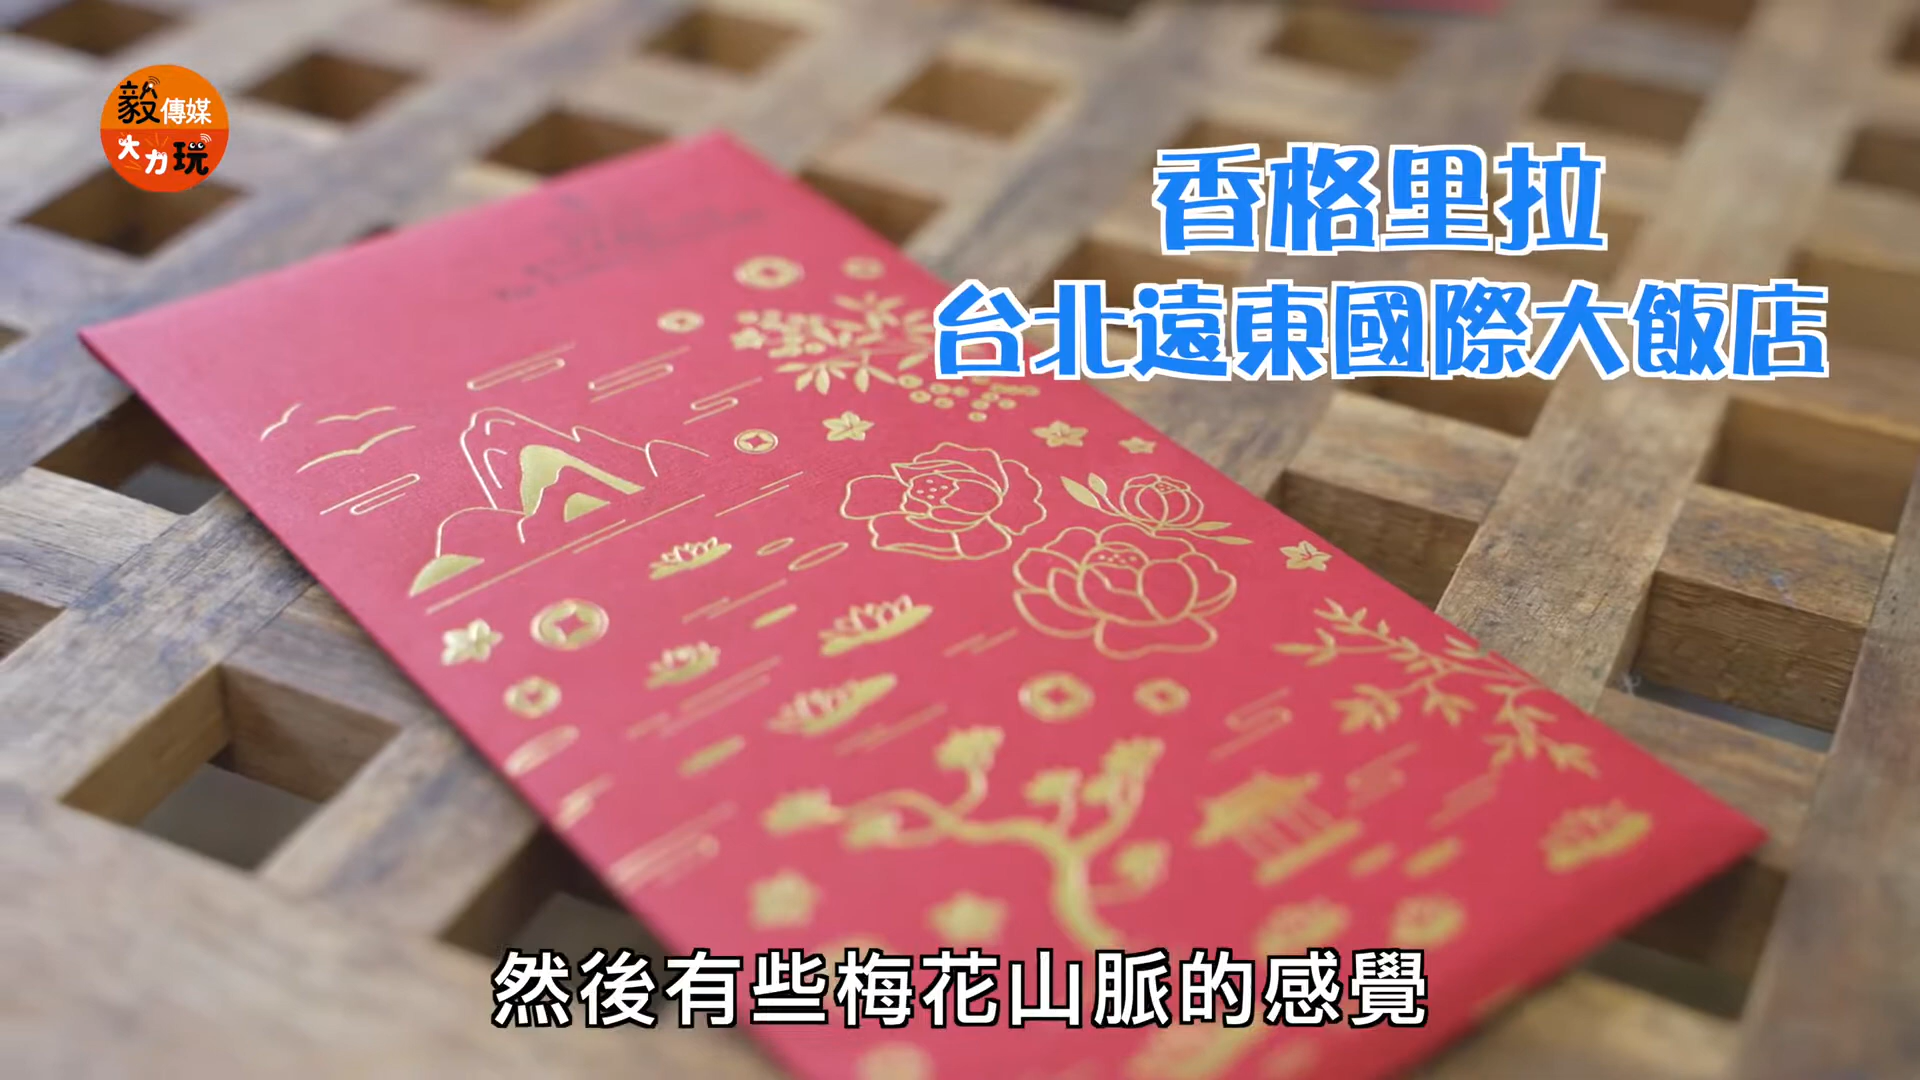 毅傳媒
大力玩
香格里拉
台北遠東國際大飯店
然後有些梅花山脈的感覺